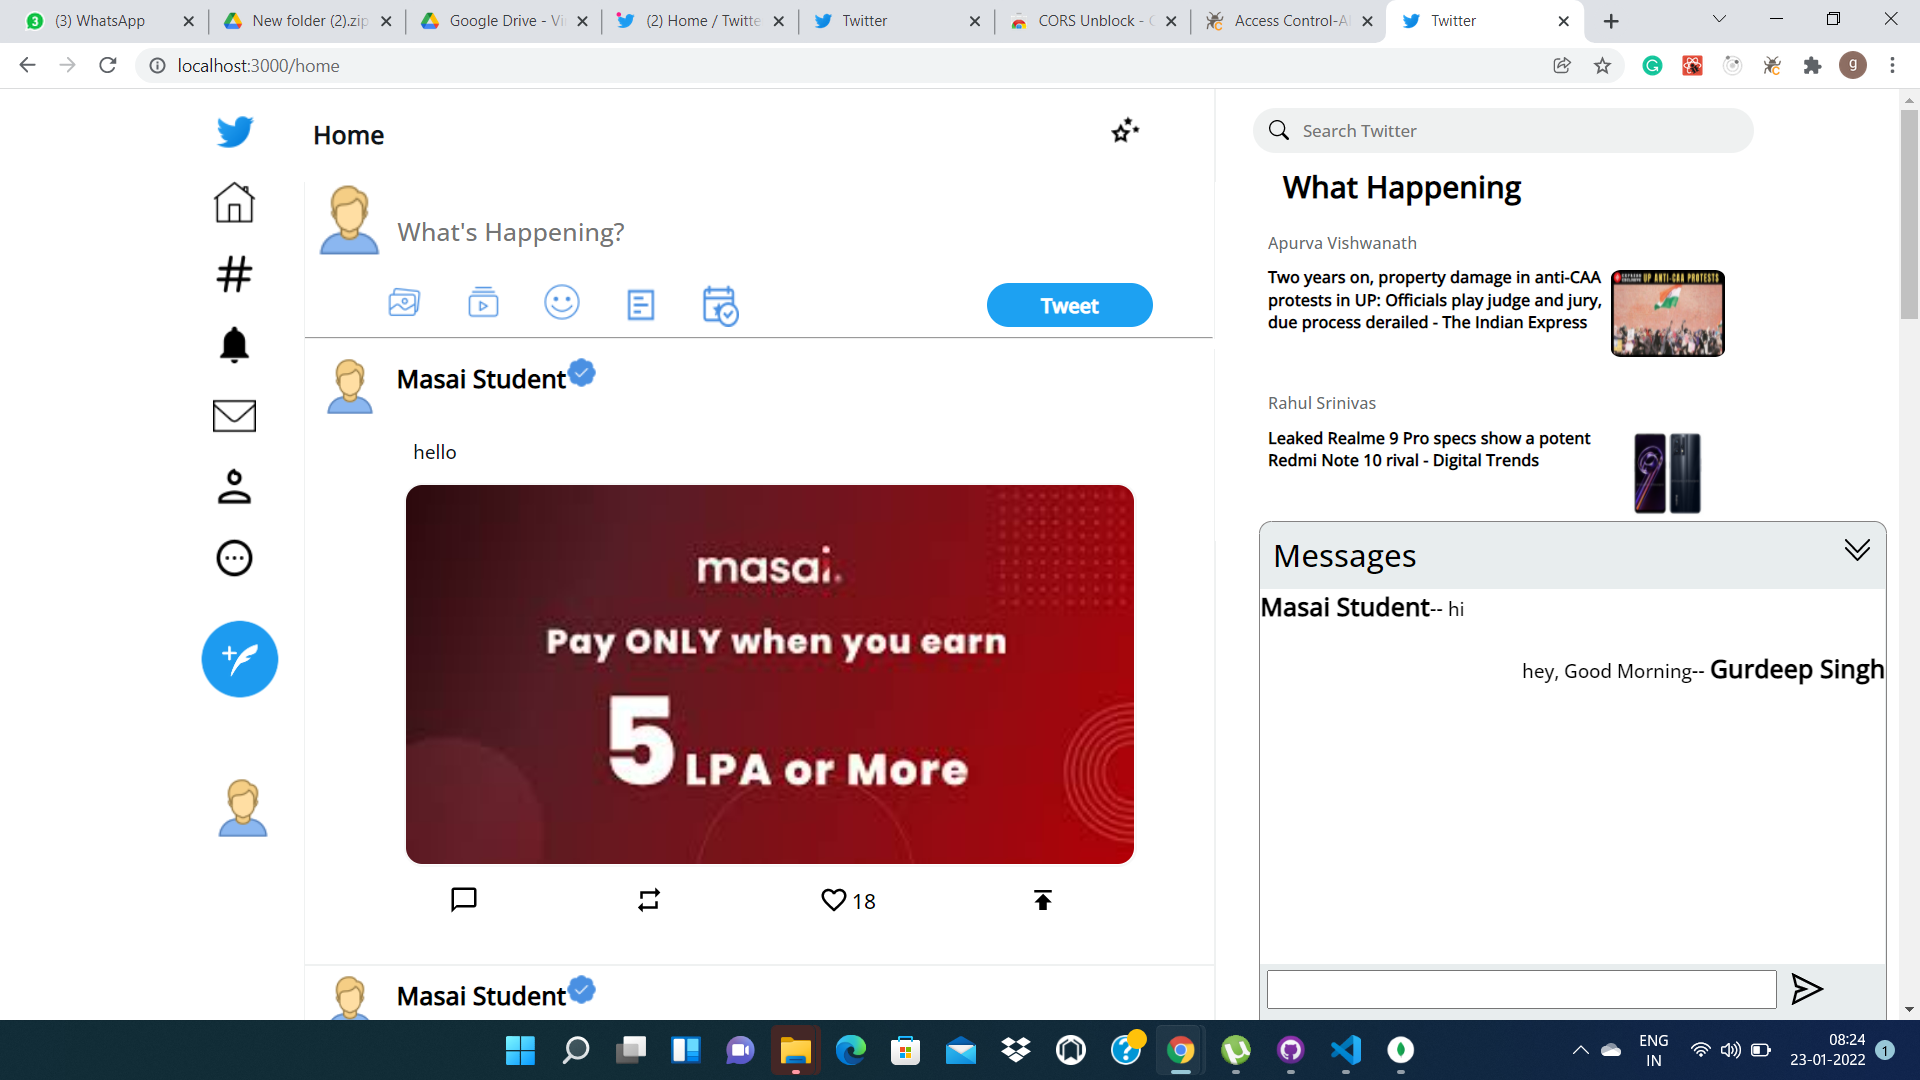 (3) WhatsApp
New folder (2).zip
Google Drive - Vi
(2) Home / Twitte
Twitter
CORS Unblock - C
Access Control-Al
Twitter
localhost:3000/home
g
Home
Search Twitter
What Happening
What's Happening?
Tweet
Apurva Vishwanath
Two years on, property damage in anti-CAA
protests in UP: Officials play judge and jury,
due process derailed - The Indian Express
UP ANTI-CAA PROTESTS
Rahul Srinivas
Leaked Realme 9 Pro specs show a potent
Redmi Note 10 rival - Digital Trends
Masai Student
hello
masai.
Pay ONLY when you earn
5 LPA or More
18
Masai Student
Messages
Masai Student-- hi
hey, Good Morning-- Gurdeep Singh
ENG
IN
08:24
23-01-2022
1